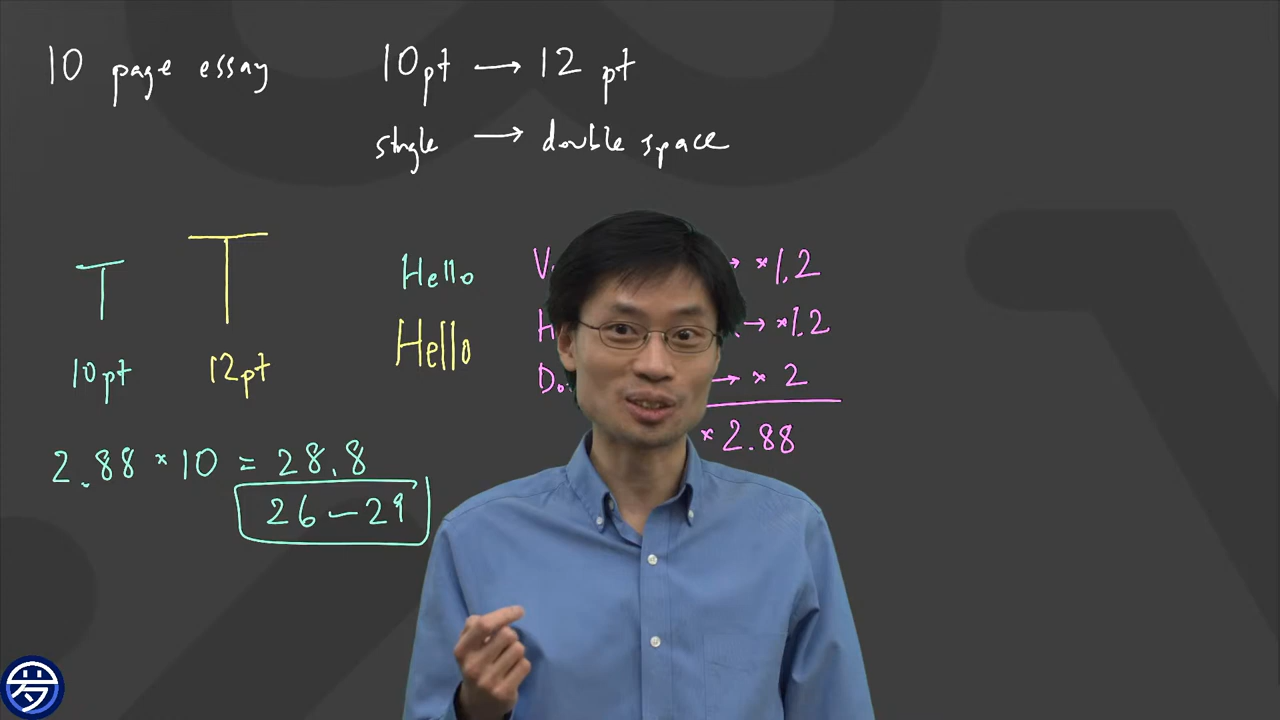 10 page essay
10pt → 12 pt
single → double space
T T
10pt 12pt
Hello
Hello
→ ×1.2
→ ×1.2
→ × 2
×2.88
2.88 × 10 = 28.8
26 – 29